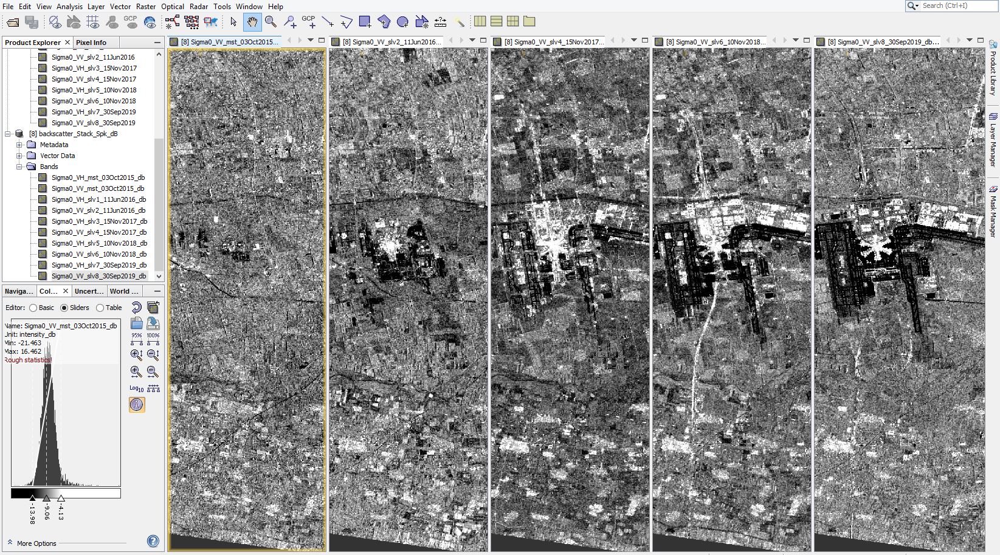 File Edit View Analysis Layer Vector Raster Optical Radar Tools Window Help
Search (Ctrl+I)
GCP
GCP
Product Explorer
Pixel Info
[8] Sigma0_VV_mst_03Oct2015...
[8] Sigma0_VV_slv2_11Jun2016...
[8] Sigma0_VV_slv4_15Nov2017...
[8] Sigma0_VV_slv6_10Nov2018...
[8] Sigma0_VV_slv8_30Sep2019_db...
Sigma0_VV_slv2_11Jun2016
Sigma0_VH_slv3_15Nov2017
Sigma0_VV_slv4_15Nov2017
Sigma0_VH_slv5_10Nov2018
Sigma0_VV_slv6_10Nov2018
Sigma0_VH_slv7_30Sep2019
Sigma0_VV_slv8_30Sep2019
[8] backscatter_Stack_Spk_dB
Metadata
Vector Data
Bands
Sigma0_VH_mst_03Oct2015_db
Sigma0_VV_mst_03Oct2015_db
Sigma0_VH_slv1_11Jun2016_db
Sigma0_VV_slv2_11Jun2016_db
Sigma0_VH_slv3_15Nov2017_db
Sigma0_VV_slv4_15Nov2017_db
Sigma0_VH_slv5_10Nov2018_db
Sigma0_VV_slv6_10Nov2018_db
Sigma0_VH_slv7_30Sep2019_db
Sigma0_VV_slv8_30Sep2019_db
Naviga...
Col...
Uncert...
World ...
Editor: Basic Sliders Table
Name: Sigma0_VV_mst_03Oct2015_db
Unit: intensity_db
Min: -21.463
Max: 16.462
Rough statistics!
95% 100%
Log10
-13.98
-9.06
-4.13
More Options
Product Library
Layer Manager
Mask Manager